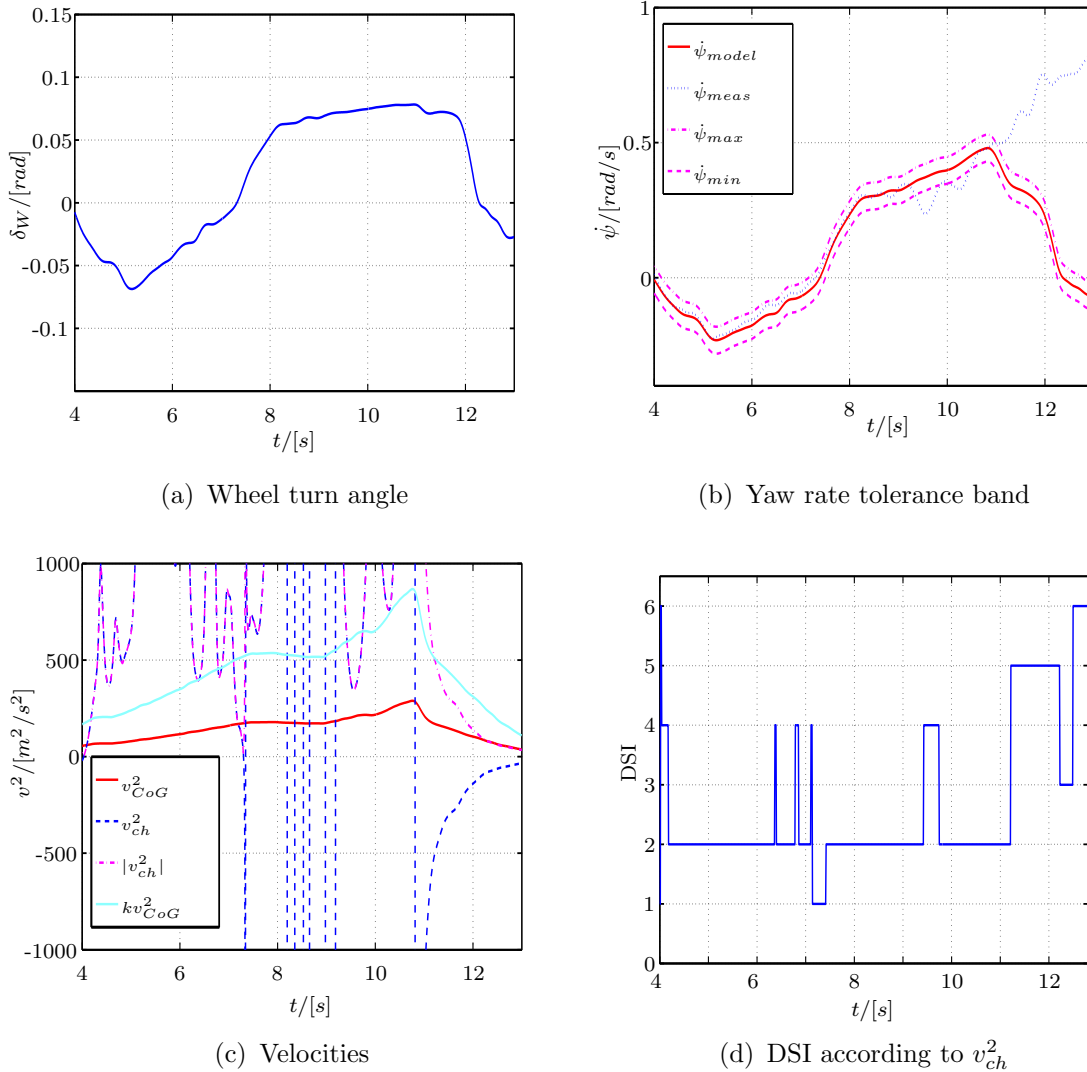 0.15
0.1
0.05
0
-0.05
-0.1
δ_W/[rad]
4 6 8 10 12
t/[s]
(a) Wheel turn angle
1
0.5
0
ψ̇/[rad/s]
ψ̇_model
ψ̇_meas
ψ̇_max
ψ̇_min
4 6 8 10 12
t/[s]
(b) Yaw rate tolerance band
1000
500
0
-500
-1000
v²/[m²/s²]
v²_CoG
v²_ch
|v²_ch|
kv²_CoG
4 6 8 10 12
t/[s]
(c) Velocities
6
5
4
3
2
1
0
DSI
4 6 8 10 12
t/[s]
(d) DSI according to v²_ch